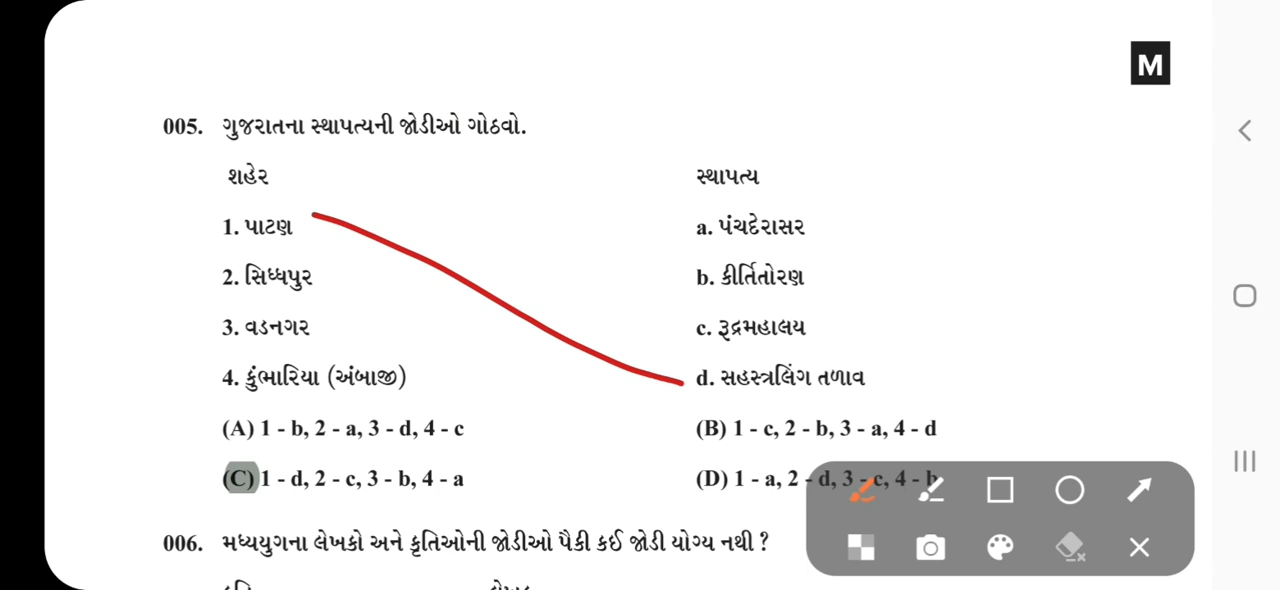 M
005. ગુજરાતના સ્થાપત્યની જોડીઓ ગોઠવો.
શહેર સ્થાપત્ય
1. પાટણ a. પંચદેરાસર
2. સિધ્ધપુર b. કીર્તિતોરણ
3. વડનગર c. રૂદ્રમહાલય
4. કુંભારિયા (અંબાજી) d. સહસ્ત્રલિંગ તળાવ
(A) 1 - b, 2 - a, 3 - d, 4 - c (B) 1 - c, 2 - b, 3 - a, 4 - d
(C) 1 - d, 2 - c, 3 - b, 4 - a (D) 1 - a, 2 - d, 3 - c, 4 - b
006. મધ્યયુગના લેખકો અને કૃતિઓની જોડીઓ પૈકી કઈ જોડી યોગ્ય નથી ?